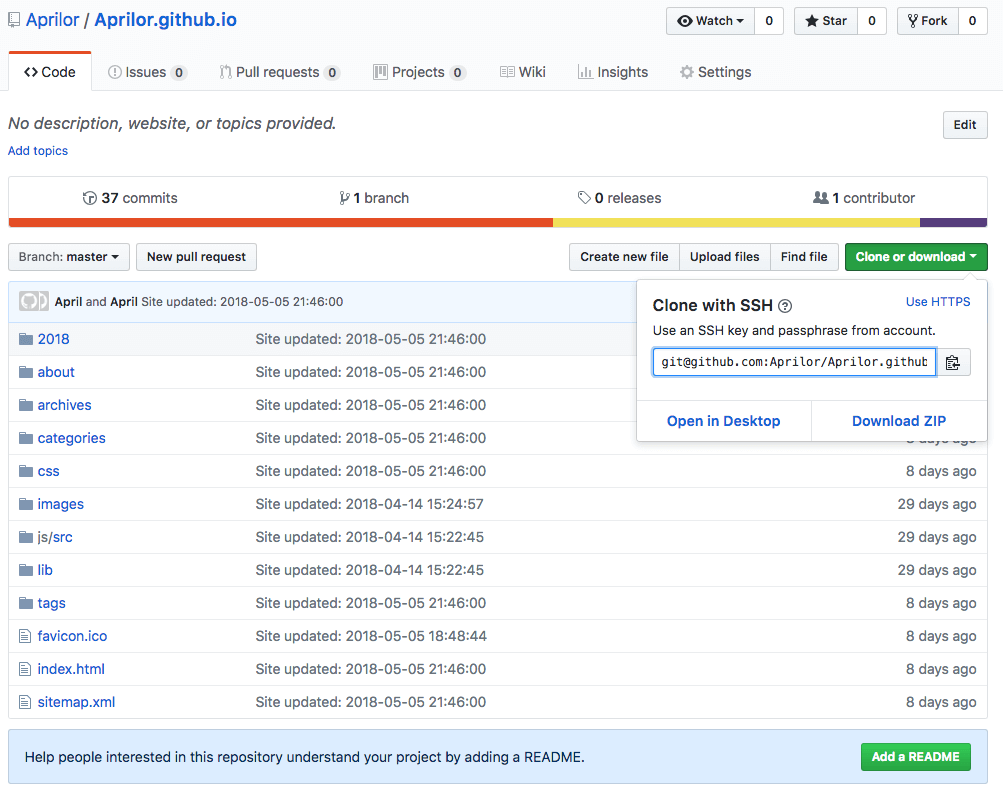 Aprilor / Aprilor.github.io
Watch 0 Star 0 Fork 0
Code Issues 0 Pull requests 0 Projects 0 Wiki Insights Settings
No description, website, or topics provided.
Edit
Add topics
37 commits 1 branch 0 releases 1 contributor
Branch: master New pull request Create new file Upload files Find file Clone or download
April and April Site updated: 2018-05-05 21:46:00
Clone with SSH Use HTTPS
Use an SSH key and passphrase from account.
git@github.com:Aprilor/Aprilor.github
Open in Desktop Download ZIP
2018 Site updated: 2018-05-05 21:46:00
about Site updated: 2018-05-05 21:46:00
archives Site updated: 2018-05-05 21:46:00
categories Site updated: 2018-05-05 21:46:00 8 days ago
css Site updated: 2018-05-05 21:46:00 8 days ago
images Site updated: 2018-04-14 15:24:57 29 days ago
js/src Site updated: 2018-04-14 15:22:45 29 days ago
lib Site updated: 2018-04-14 15:22:45 29 days ago
tags Site updated: 2018-05-05 21:46:00 8 days ago
favicon.ico Site updated: 2018-05-05 18:48:44 8 days ago
index.html Site updated: 2018-05-05 21:46:00 8 days ago
sitemap.xml Site updated: 2018-05-05 21:46:00 8 days ago
Help people interested in this repository understand your project by adding a README. Add a README